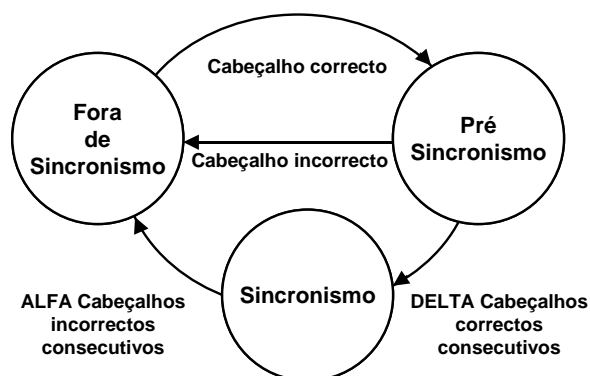 Cabeçalho correcto
Fora
de
Sincronismo
Pré
Sincronismo
Cabeçalho incorrecto
Sincronismo
ALFA Cabeçalhos
incorrectos
consecutivos
DELTA Cabeçalhos
correctos
consecutivos